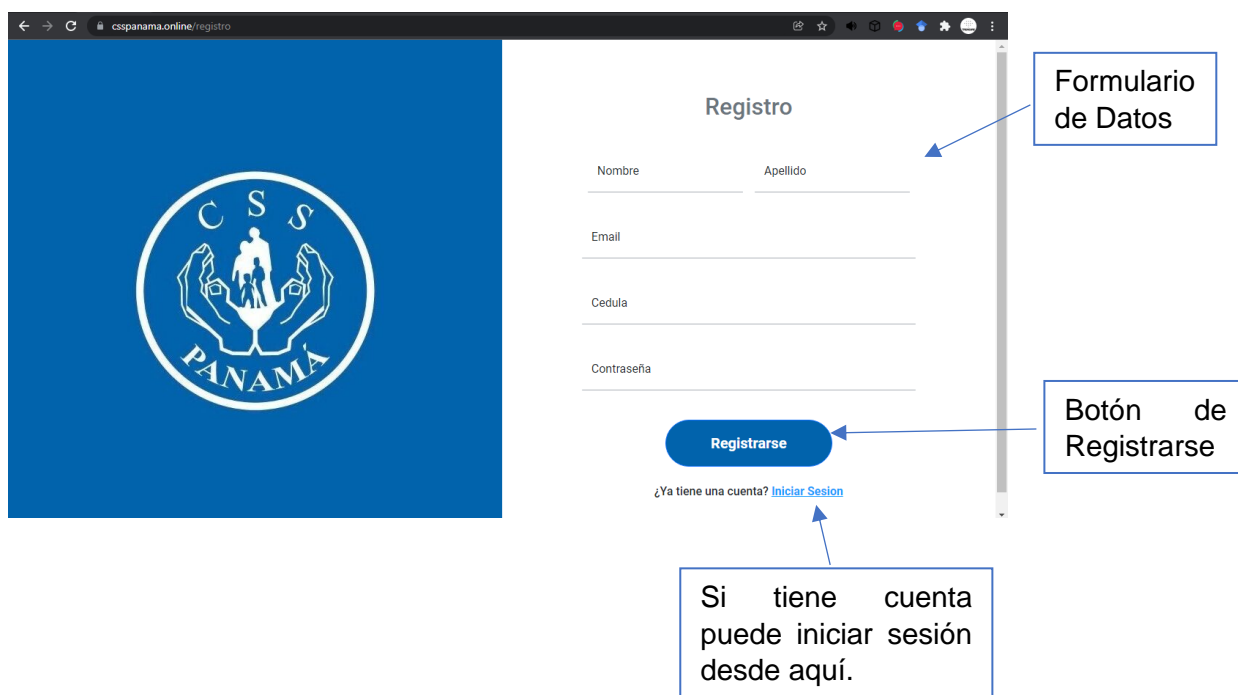 csspanama.online/registro
Registro
Formulario
de Datos
Nombre
Apellido
Email
Cedula
Contraseña
CSS
PANAMÁ
Registrarse
Botón de
Registrarse
¿Ya tiene una cuenta? Iniciar Sesion
Si tiene cuenta
puede iniciar sesión
desde aquí.